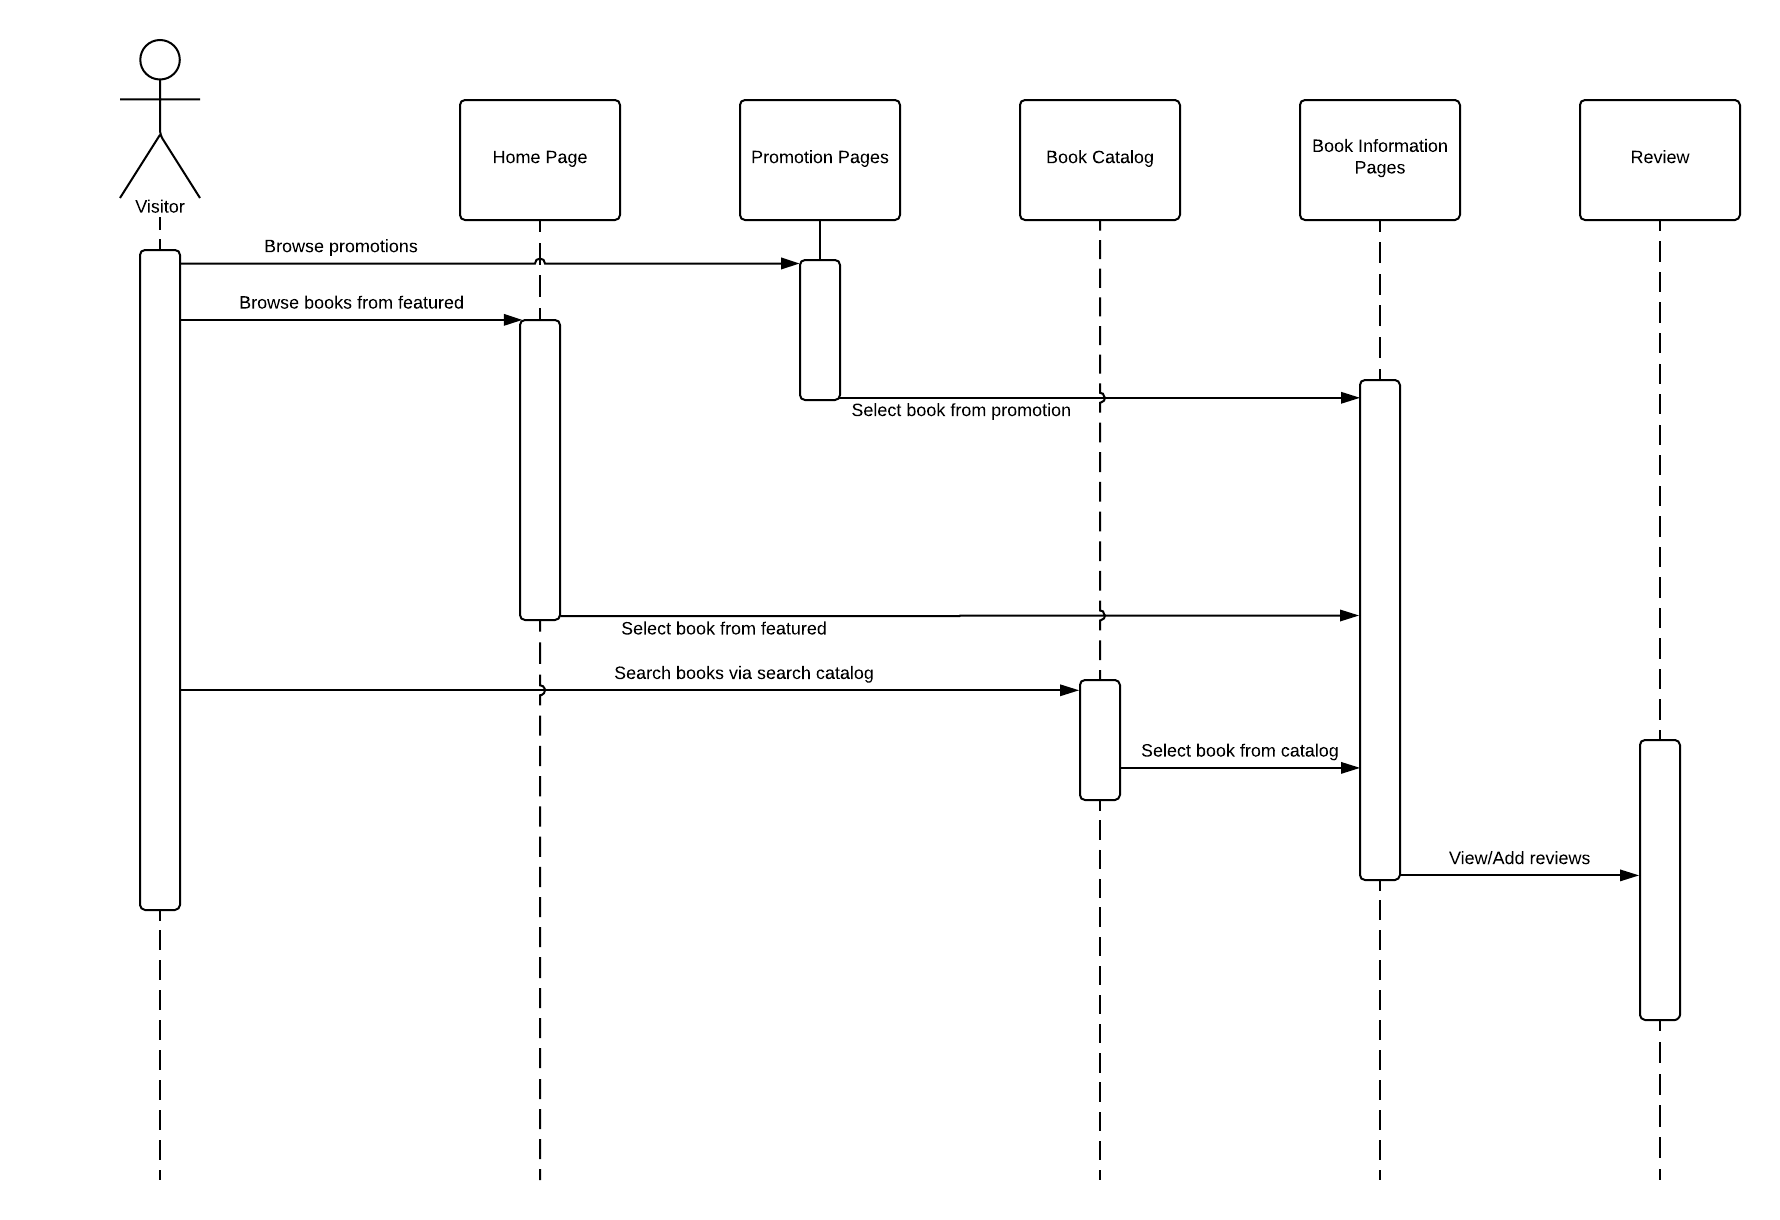 Visitor
Home Page
Promotion Pages
Book Catalog
Book Information
Pages
Review
Browse promotions
Browse books from featured
Select book from promotion
Select book from featured
Search books via search catalog
Select book from catalog
View/Add reviews